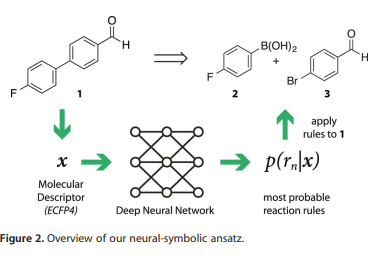 O
H
F
1
B(OH)2
F
2
+
O
H
Br
3
apply
rules to 1
x
p(rn|x)
Molecular
Descriptor
(ECFP4)
Deep Neural Network
most probable
reaction rules
Figure 2. Overview of our neural-symbolic ansatz.